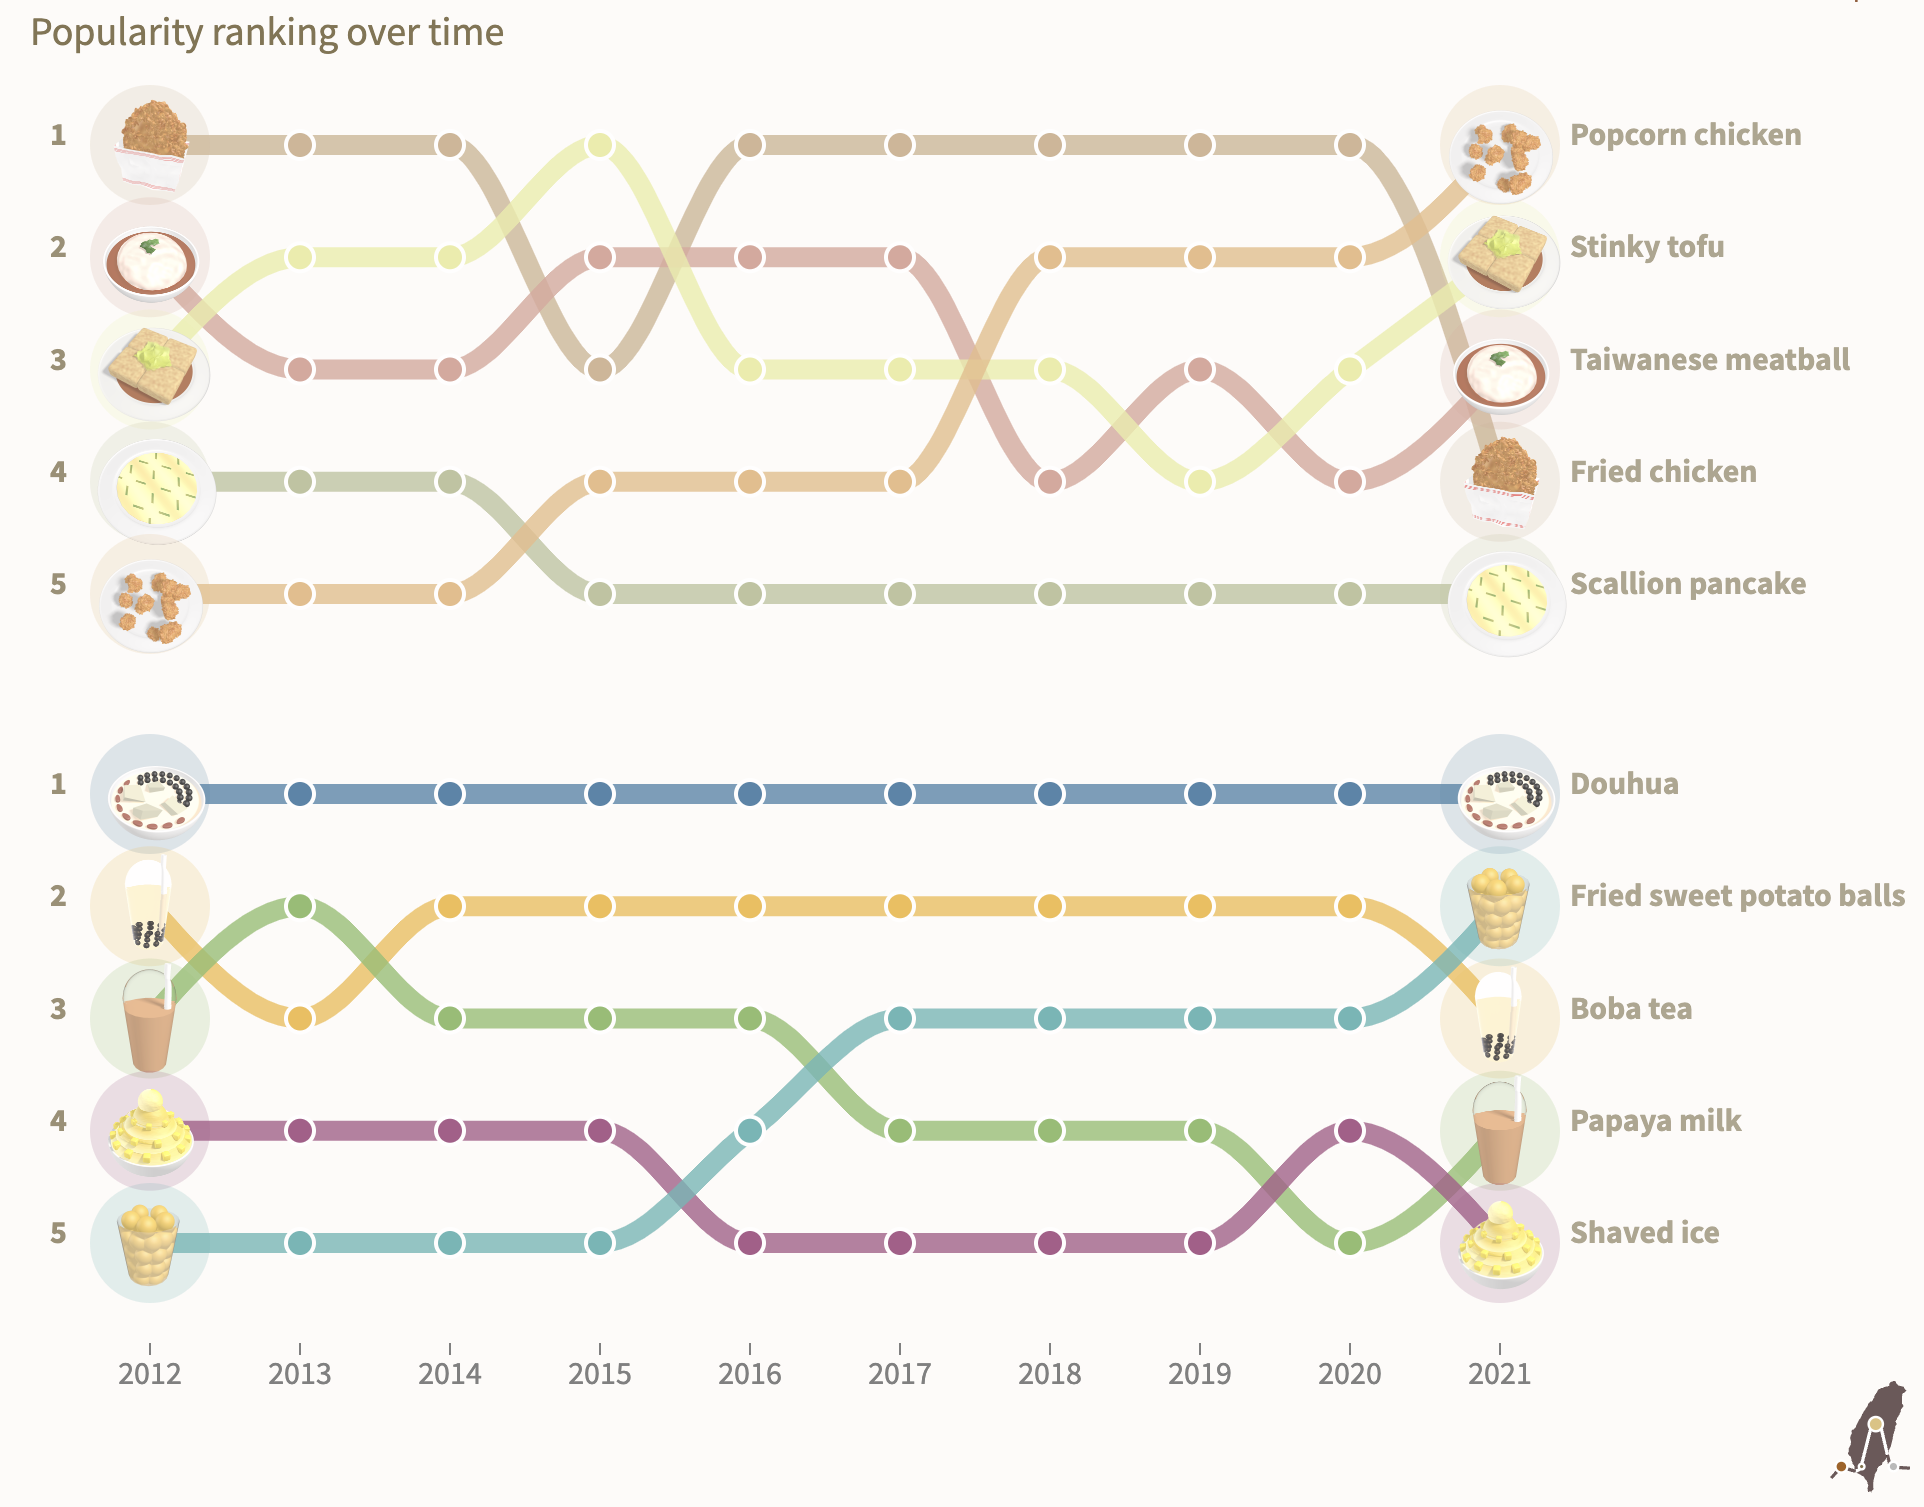 Popularity ranking over time
1
Popcorn chicken
2
Stinky tofu
3
Taiwanese meatball
4
Fried chicken
5
Scallion pancake
1
Douhua
2
Fried sweet potato balls
3
Boba tea
4
Papaya milk
5
Shaved ice
2012 2013 2014 2015 2016 2017 2018 2019 2020 2021